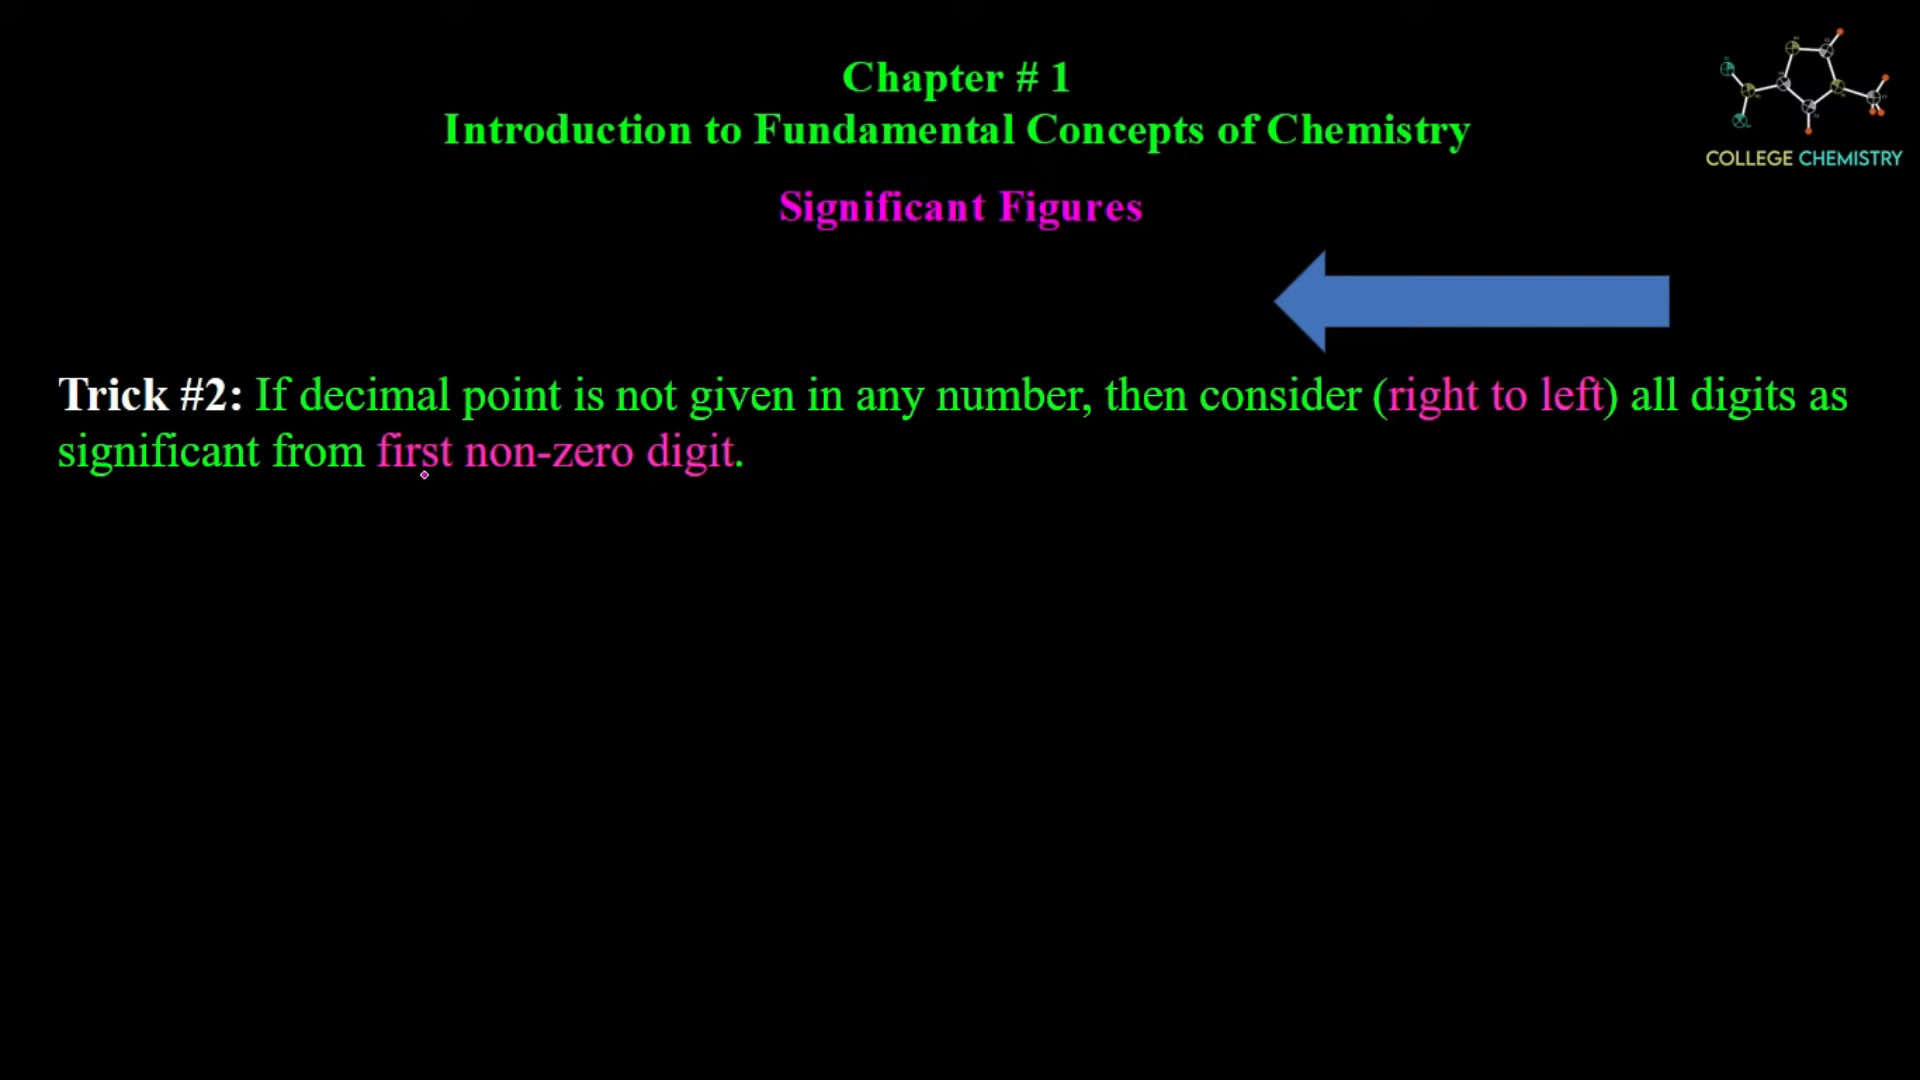 Chapter # 1
Introduction to Fundamental Concepts of Chemistry
COLLEGE CHEMISTRY
Significant Figures
Trick #2: If decimal point is not given in any number, then consider (right to left) all digits as
significant from first non-zero digit.